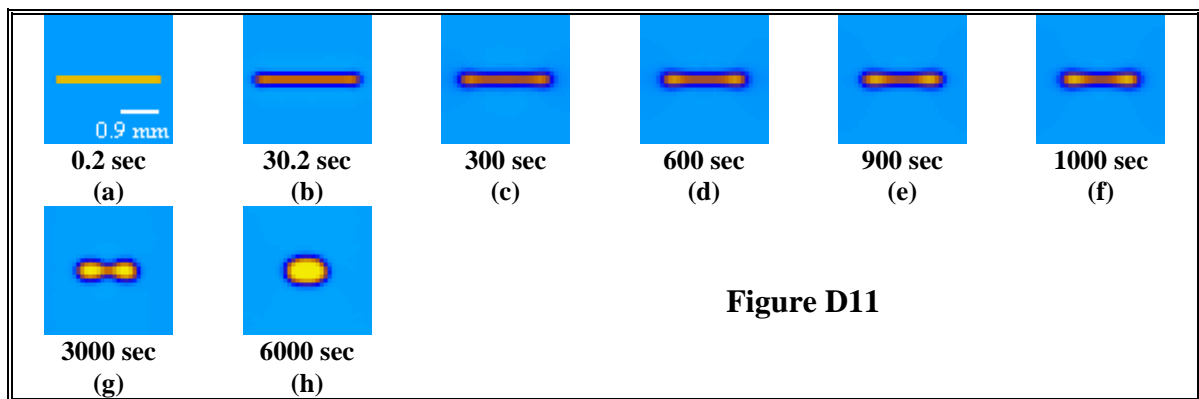 0.9 mm
0.2 sec 30.2 sec 300 sec 600 sec 900 sec 1000 sec
(a) (b) (c) (d) (e) (f)
Figure D11
3000 sec 6000 sec
(g) (h)